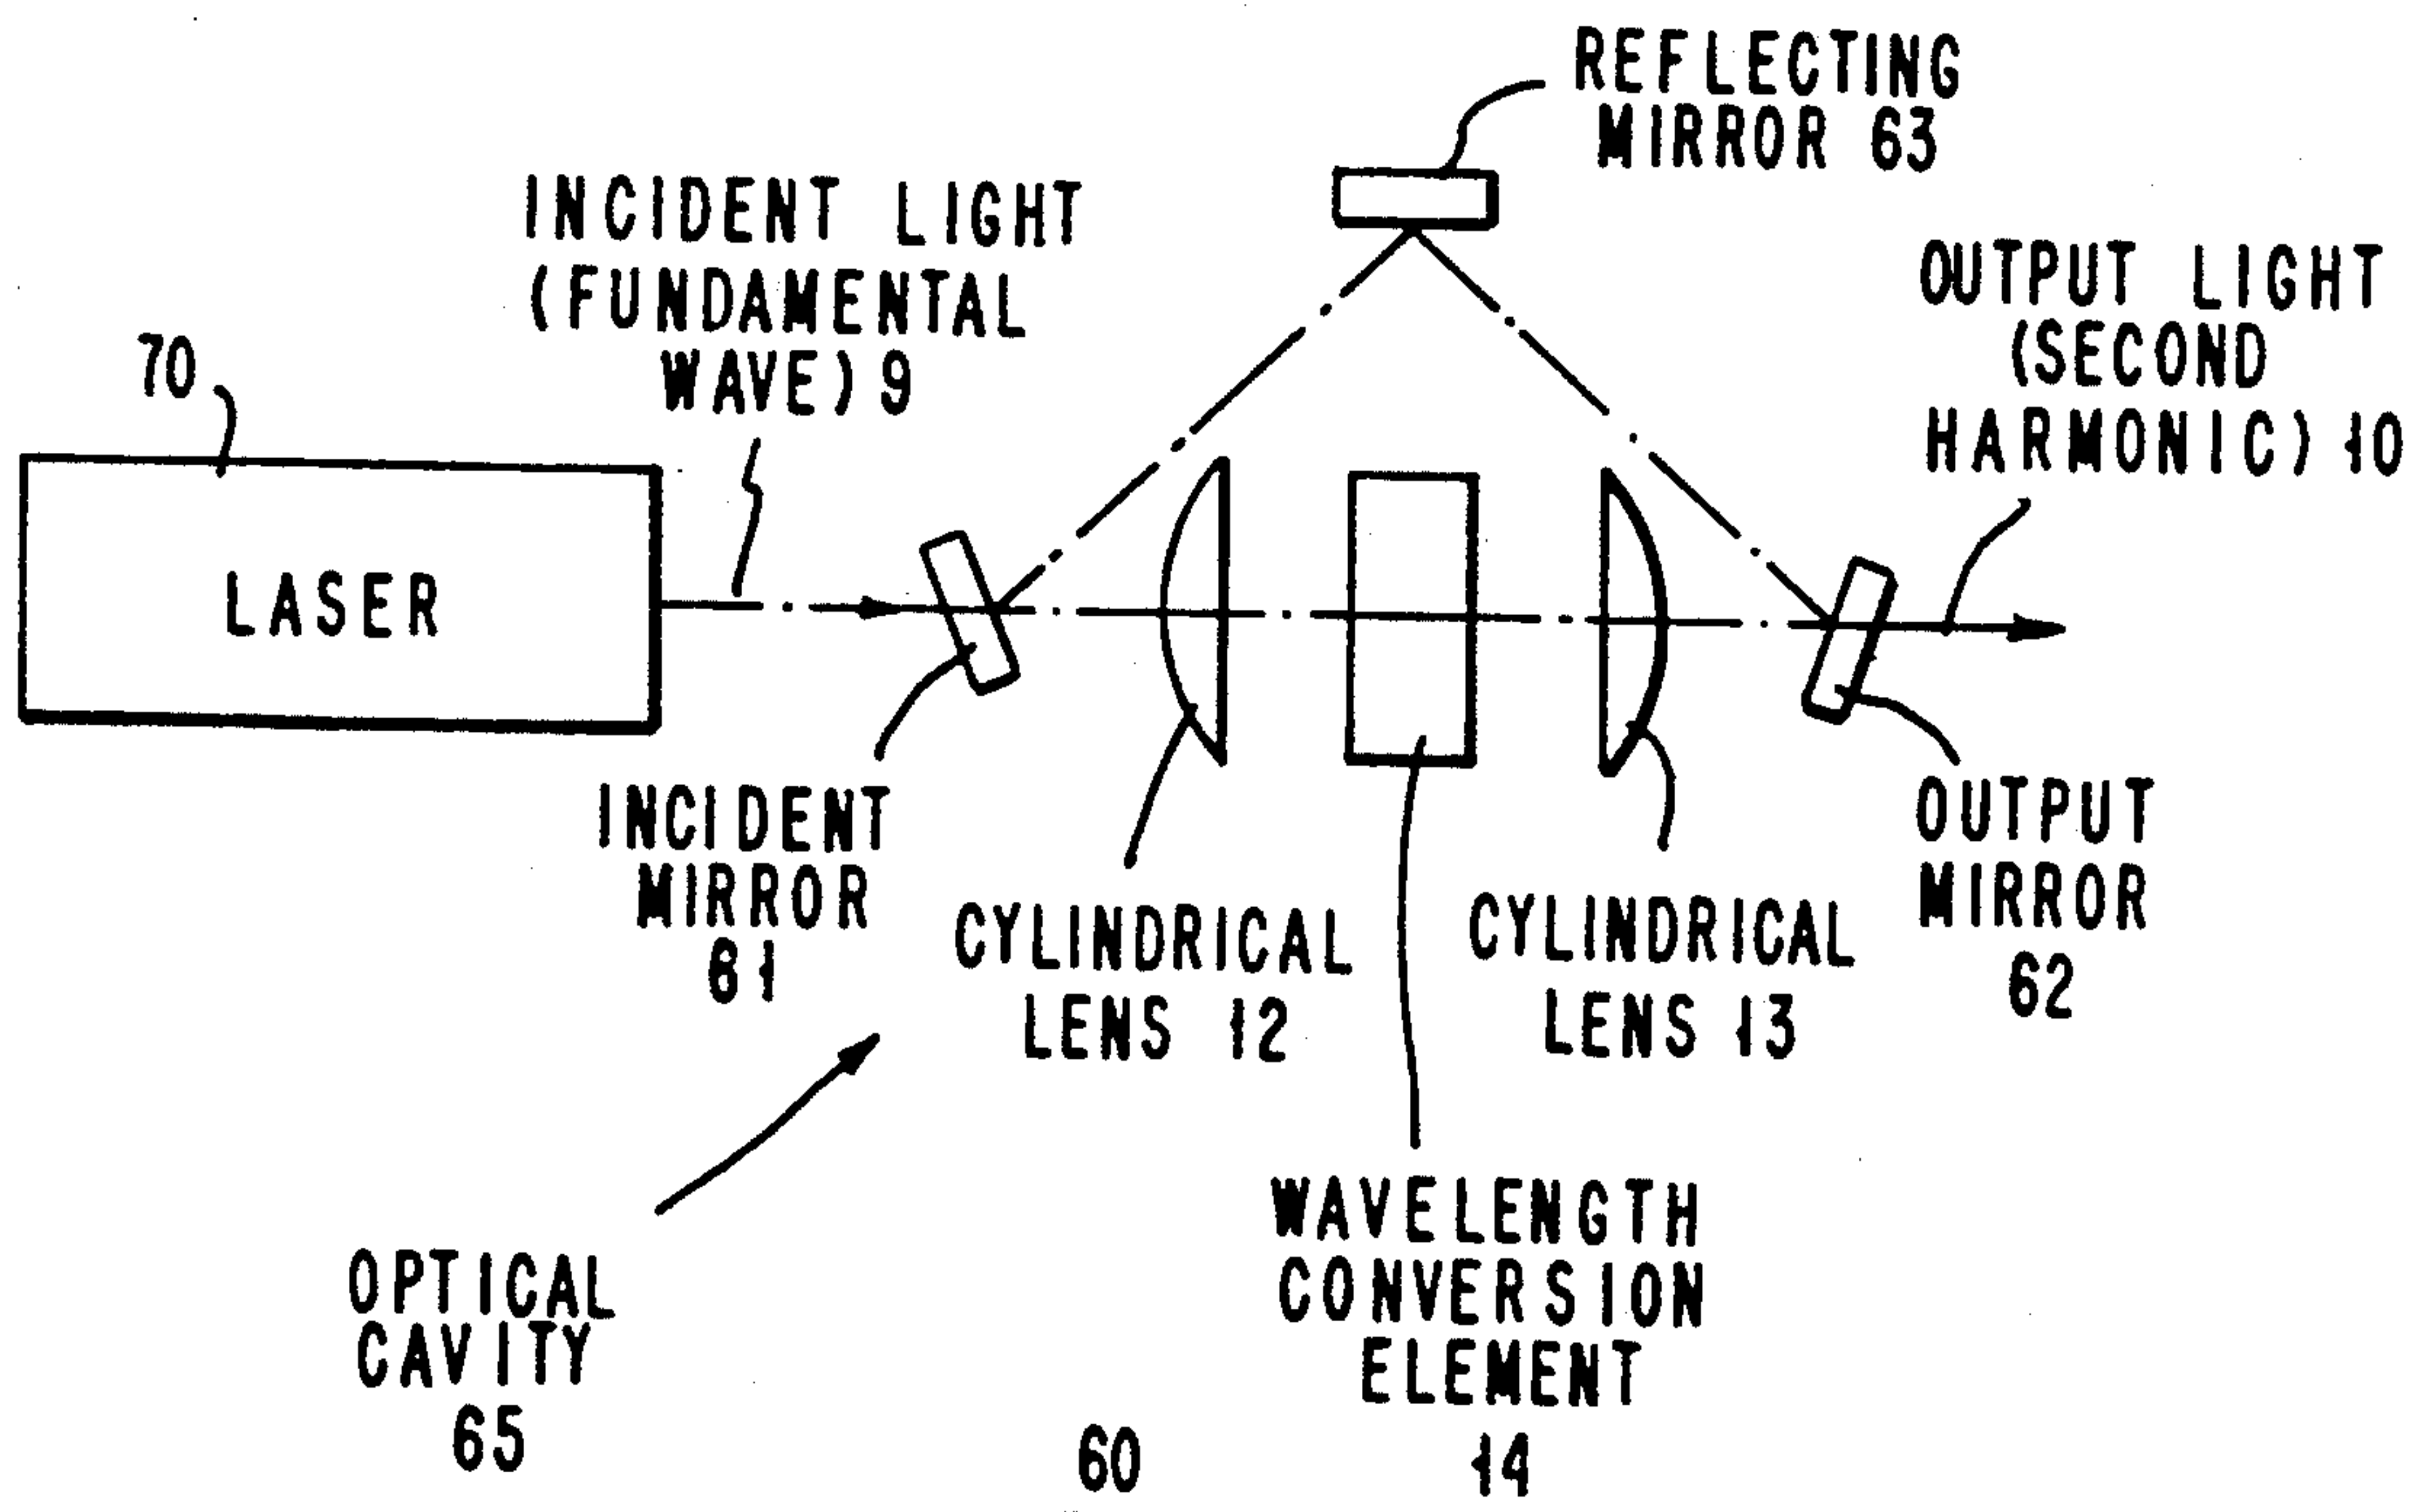 REFLECTING
MIRROR 63
INCIDENT LIGHT
(FUNDAMENTAL
WAVE) 9
OUTPUT LIGHT
(SECOND
HARMONIC) 10
70
LASER
INCIDENT
MIRROR
61
CYLINDRICAL
LENS 12
CYLINDRICAL
LENS 13
OUTPUT
MIRROR
62
WAVELENGTH
CONVERSION
ELEMENT
14
OPTICAL
CAVITY
65
60